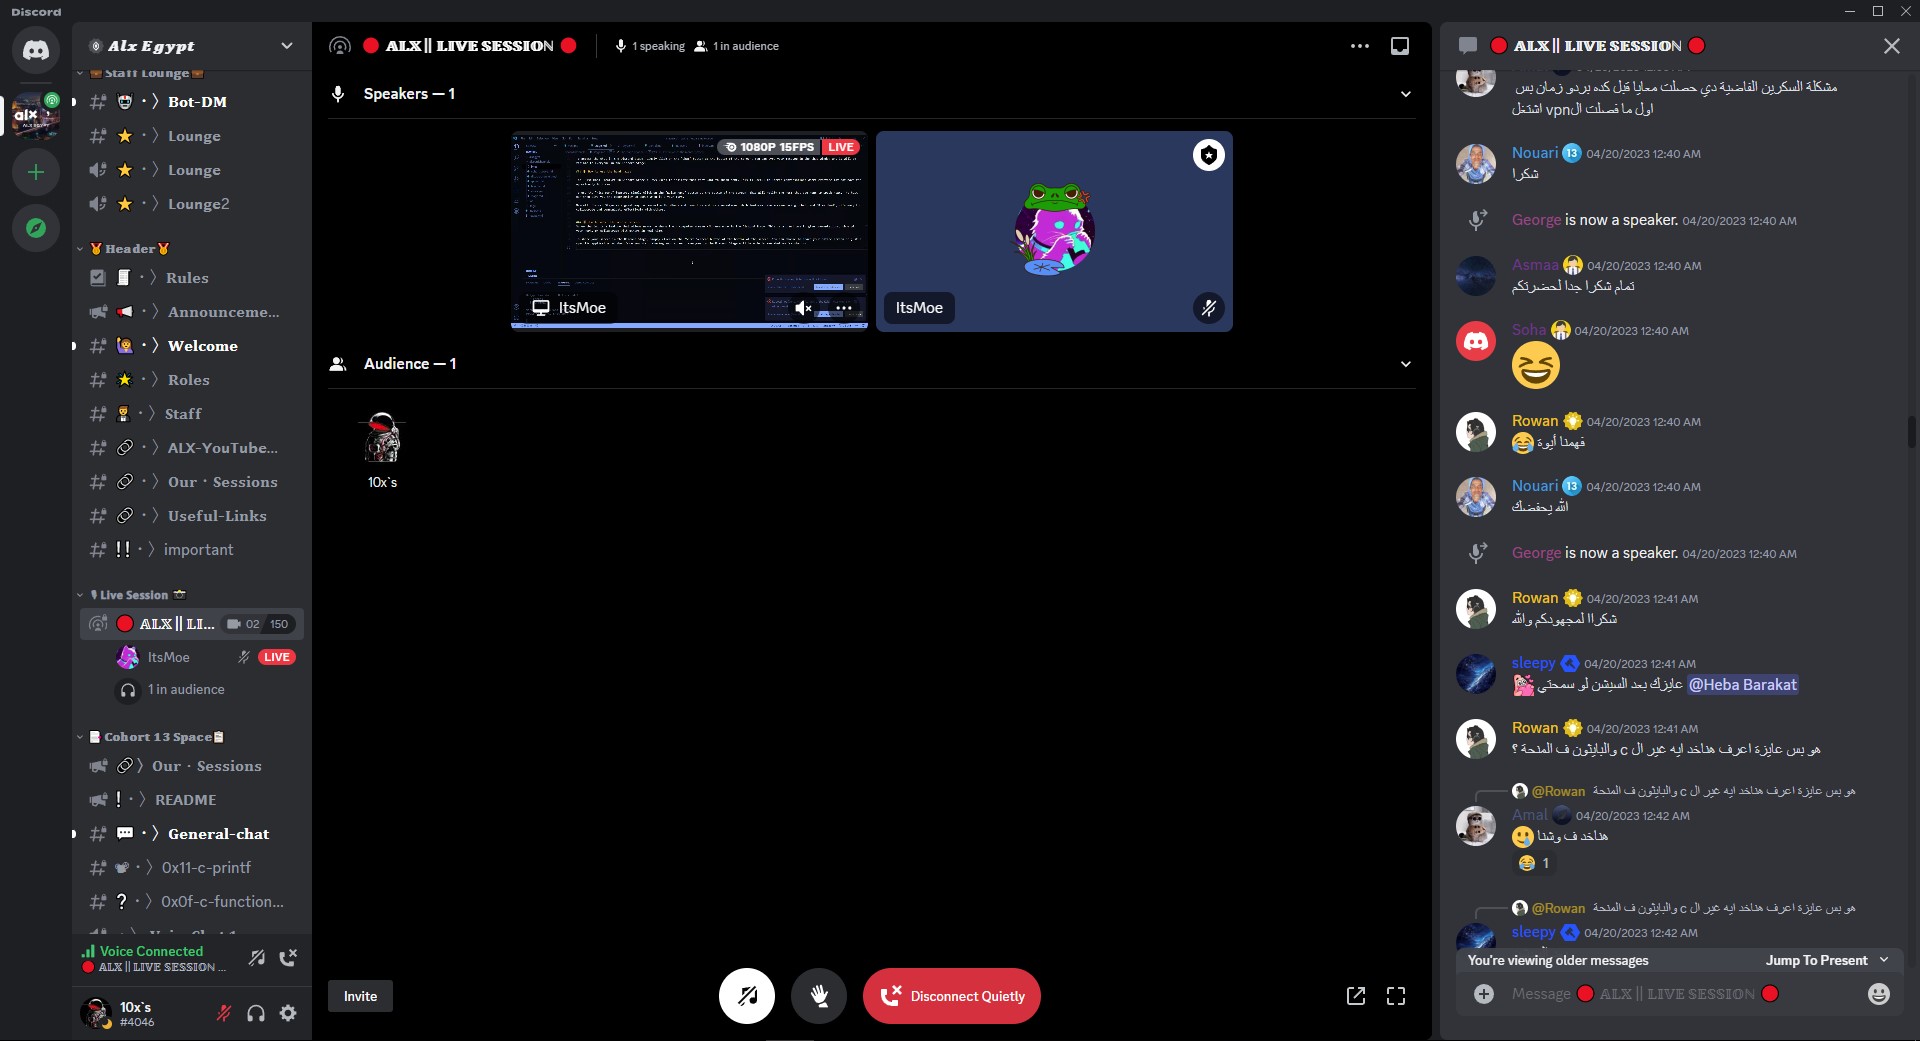 Discord
Alx Egypt
Staff Lounge
Bot-DM
Lounge
Lounge
Lounge2
Header
Rules
Announceme...
Welcome
Roles
Staff
ALX-YouTube...
Our · Sessions
Useful-Links
important
Live Session
ALX || LI... 02 150
ItsMoe LIVE
1 in audience
Cohort 13 Space
Our · Sessions
README
General-chat
0x11-c-printf
0x0f-c-function...
Voice Connected
ALX || LIVE SESSION ...
10x`s
#4046
ALX || LIVE SESSION
1 speaking 1 in audience
Speakers — 1
1080P 15FPS LIVE
ItsMoe
ItsMoe
Audience — 1
10x`s
Invite
Disconnect Quietly
ALX || LIVE SESSION
مشكلة السكرين الفاضية دي حصلت معايا قبل كده بردو زمان بس
اول ما فصلت الvpn اشتغل
Nouari 13 04/20/2023 12:40 AM
شكرا
George is now a speaker. 04/20/2023 12:40 AM
Asmaa 04/20/2023 12:40 AM
تمام شكرا جدا لحضرتكم
Soha 04/20/2023 12:40 AM
Rowan 04/20/2023 12:40 AM
فهمنا أيوة 😂
Nouari 13 04/20/2023 12:40 AM
الله يحفضك
George is now a speaker. 04/20/2023 12:40 AM
Rowan 04/20/2023 12:41 AM
شكراا لمجهودكم والله
sleepy 04/20/2023 12:41 AM
@Heba Barakat عايزك بعد السيشن لو سمحتي
Rowan 04/20/2023 12:41 AM
هو بس عايزة اعرف هناخد ايه غير ال c والبايثون ف المنحة ؟
@Rowan هو بس عايزة اعرف هناخد ايه غير ال c والبايثون ف المنحة
Amal 04/20/2023 12:42 AM
هناخد ف وشنا
😂 1
@Rowan هو بس عايزة اعرف هناخد ايه غير ال c والبايثون ف المنحة
sleepy 04/20/2023 12:42 AM
You're viewing older messages Jump To Present
Message ALX || LIVE SESSION